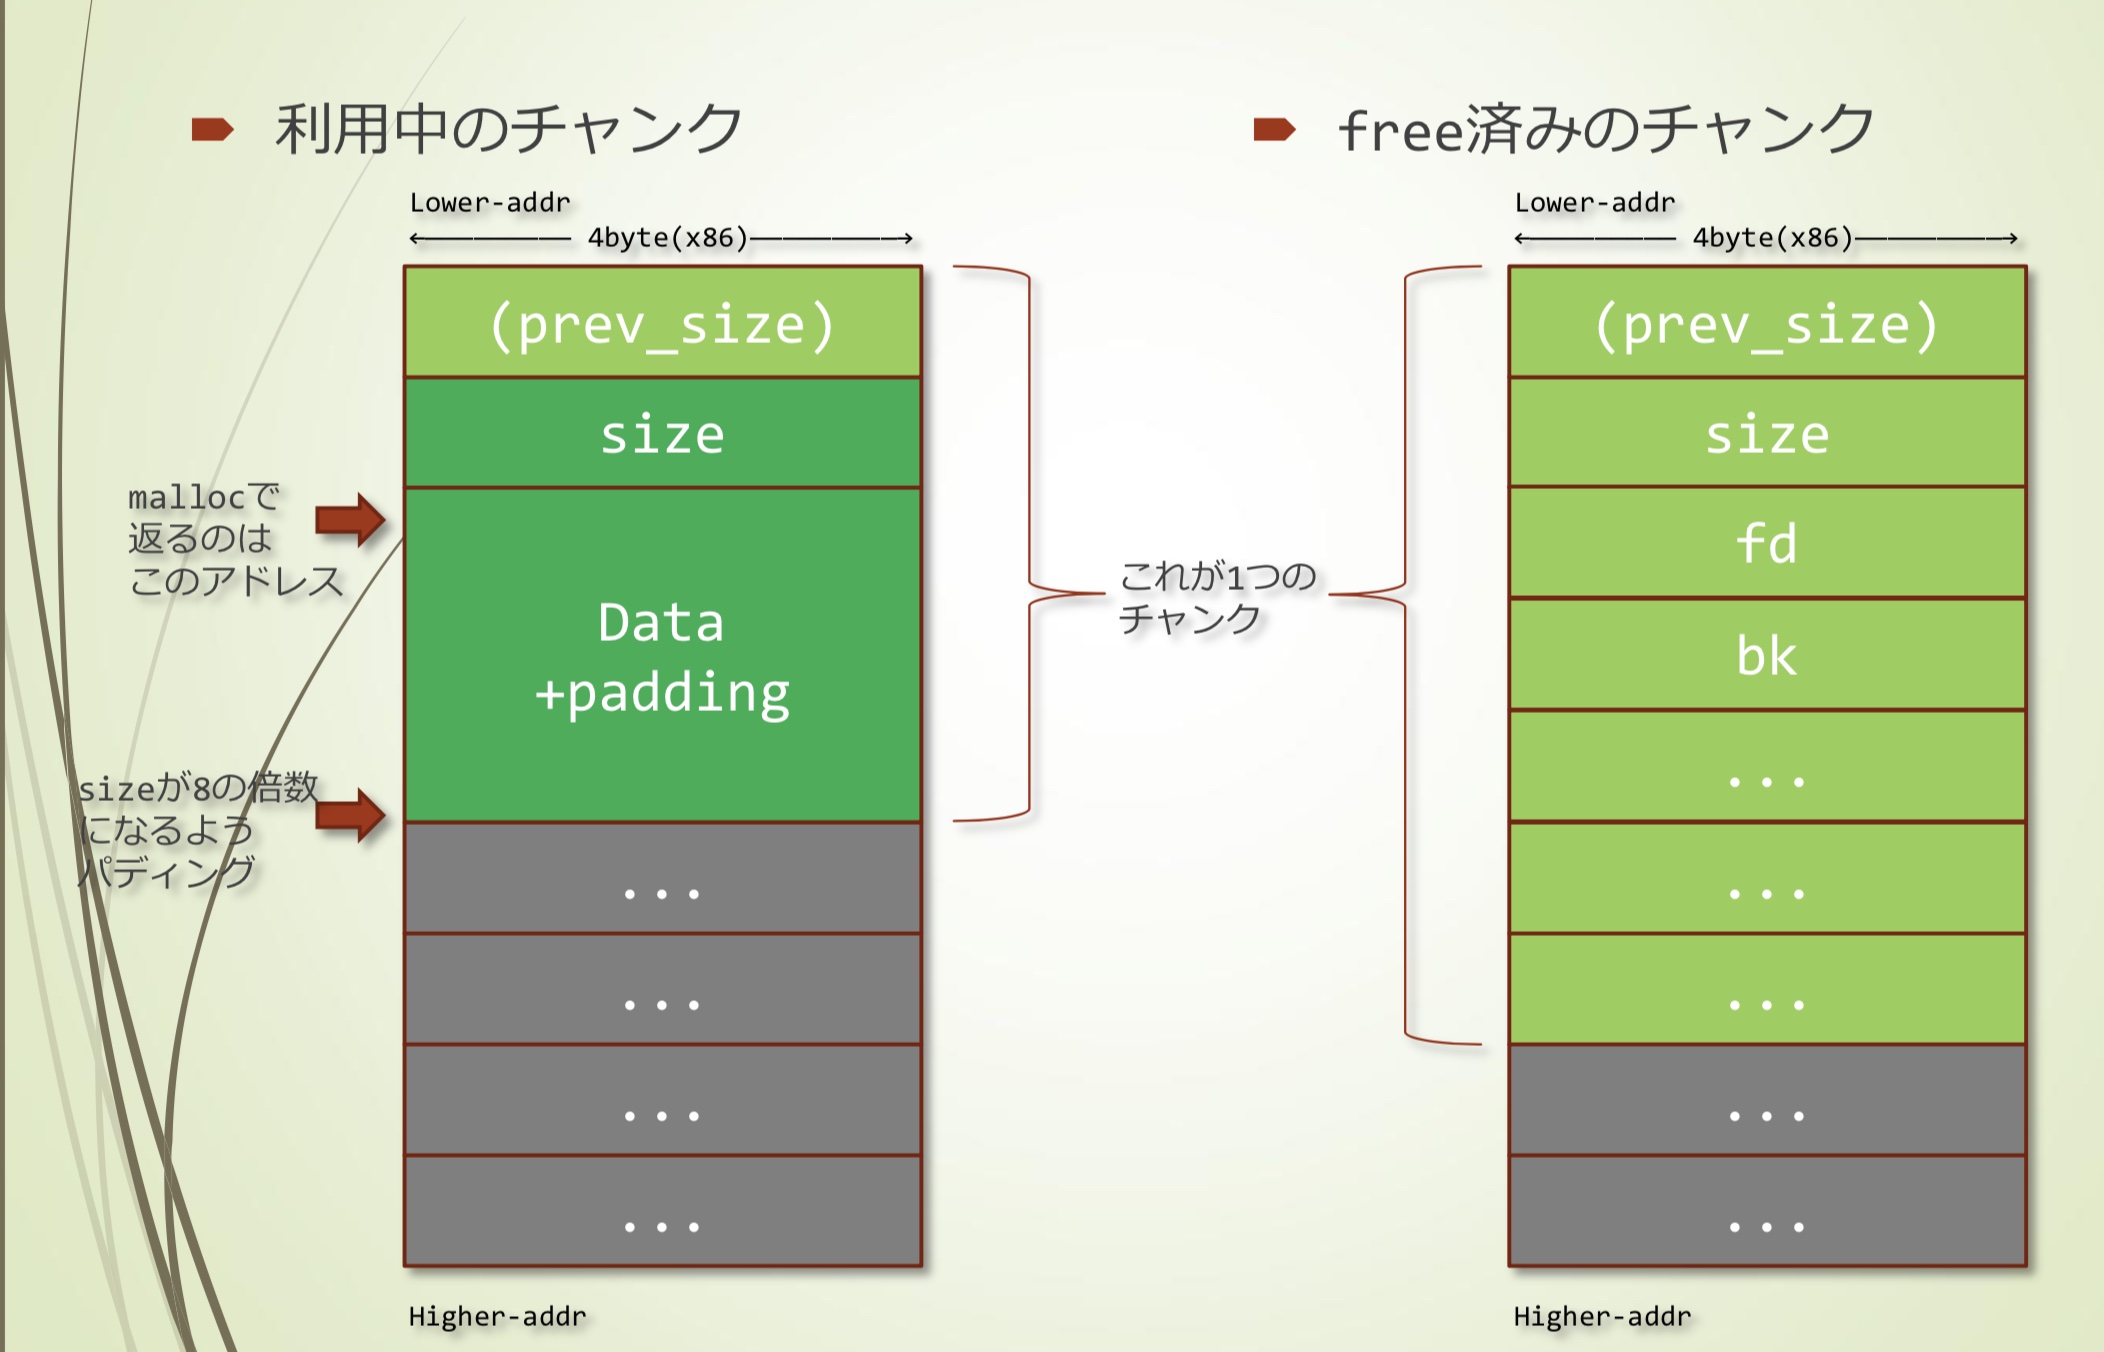 利用中のチャンク
Lower-addr
4byte(x86)
(prev_size)
size
mallocで
返るのは
このアドレス
Data
+padding
sizeが8の倍数
になるよう
パディング
...
...
...
...
Higher-addr
これが1つの
チャンク
free済みのチャンク
Lower-addr
4byte(x86)
(prev_size)
size
fd
bk
...
...
...
...
...
Higher-addr